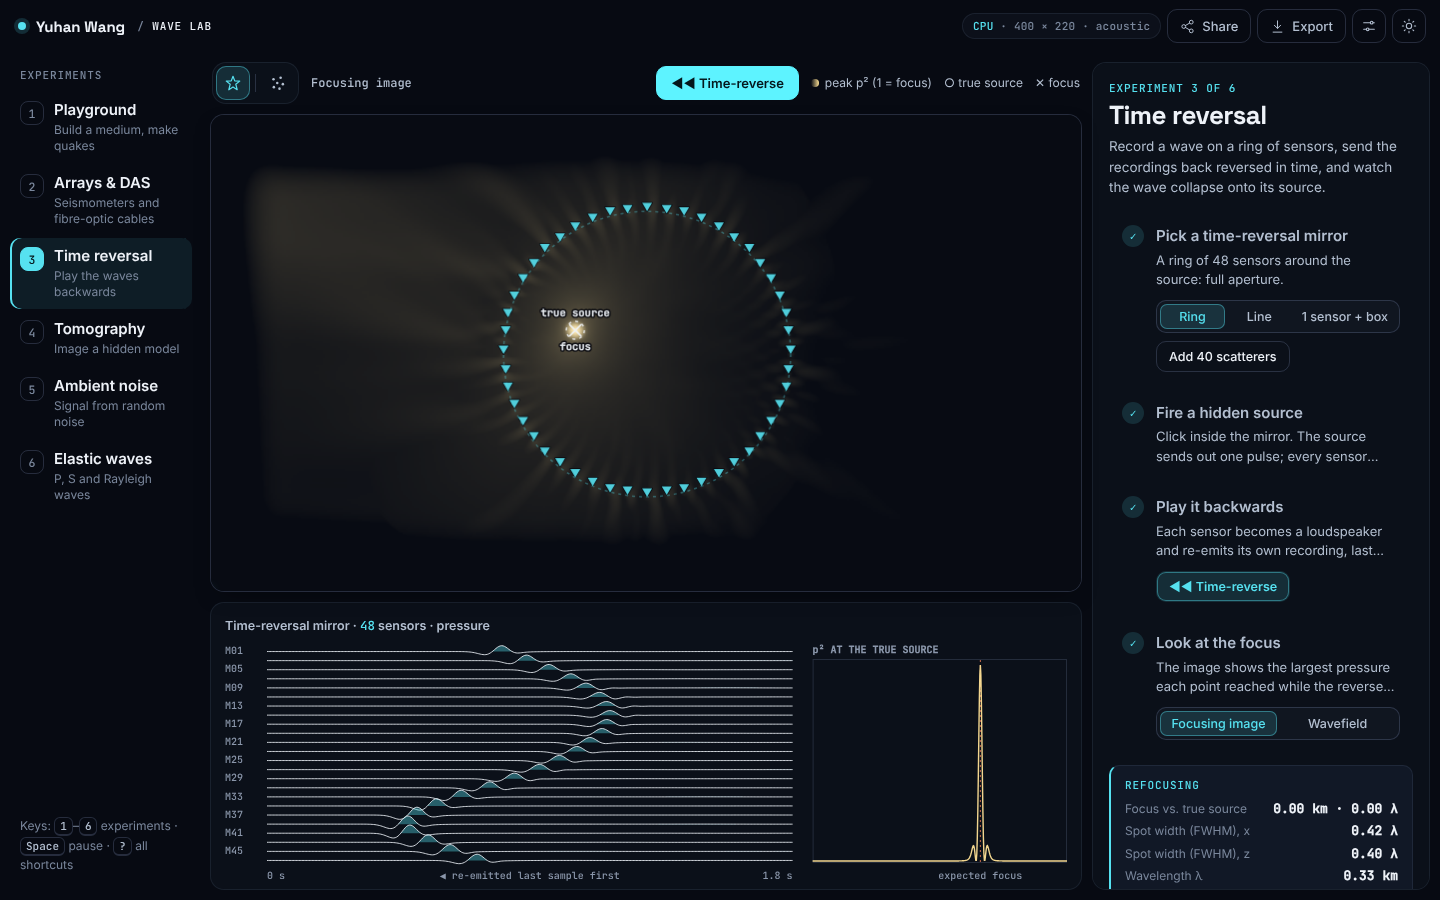 Yuhan Wang / WAVE LAB
CPU · 400 × 220 · acoustic
Share
Export
EXPERIMENTS
1
Playground
Build a medium, make
quakes
2
Arrays & DAS
Seismometers and
fibre-optic cables
3
Time reversal
Play the waves
backwards
4
Tomography
Image a hidden model
5
Ambient noise
Signal from random
noise
6
Elastic waves
P, S and Rayleigh
waves
Keys: 1–6 experiments ·
Space pause · ? all
shortcuts
Focusing image
◀◀ Time-reverse
peak p² (1 = focus)
true source
× focus
true source
focus
Time-reversal mirror · 48 sensors · pressure
M01
M05
M09
M13
M17
M21
M25
M29
M33
M37
M41
M45
0 s
◀ re-emitted last sample first
1.8 s
p² AT THE TRUE SOURCE
expected focus
EXPERIMENT 3 OF 6
Time reversal
Record a wave on a ring of sensors, send the
recordings back reversed in time, and watch
the wave collapse onto its source.
✓ Pick a time-reversal mirror
A ring of 48 sensors around the
source: full aperture.
Ring
Line
1 sensor + box
Add 40 scatterers
✓ Fire a hidden source
Click inside the mirror. The source
sends out one pulse; every sensor…
✓ Play it backwards
Each sensor becomes a loudspeaker
and re-emits its own recording, last…
◀◀ Time-reverse
✓ Look at the focus
The image shows the largest pressure
each point reached while the reverse…
Focusing image
Wavefield
REFOCUSING
Focus vs. true source 0.00 km · 0.00 λ
Spot width (FWHM), x 0.42 λ
Spot width (FWHM), z 0.40 λ
Wavelength λ 0.33 km